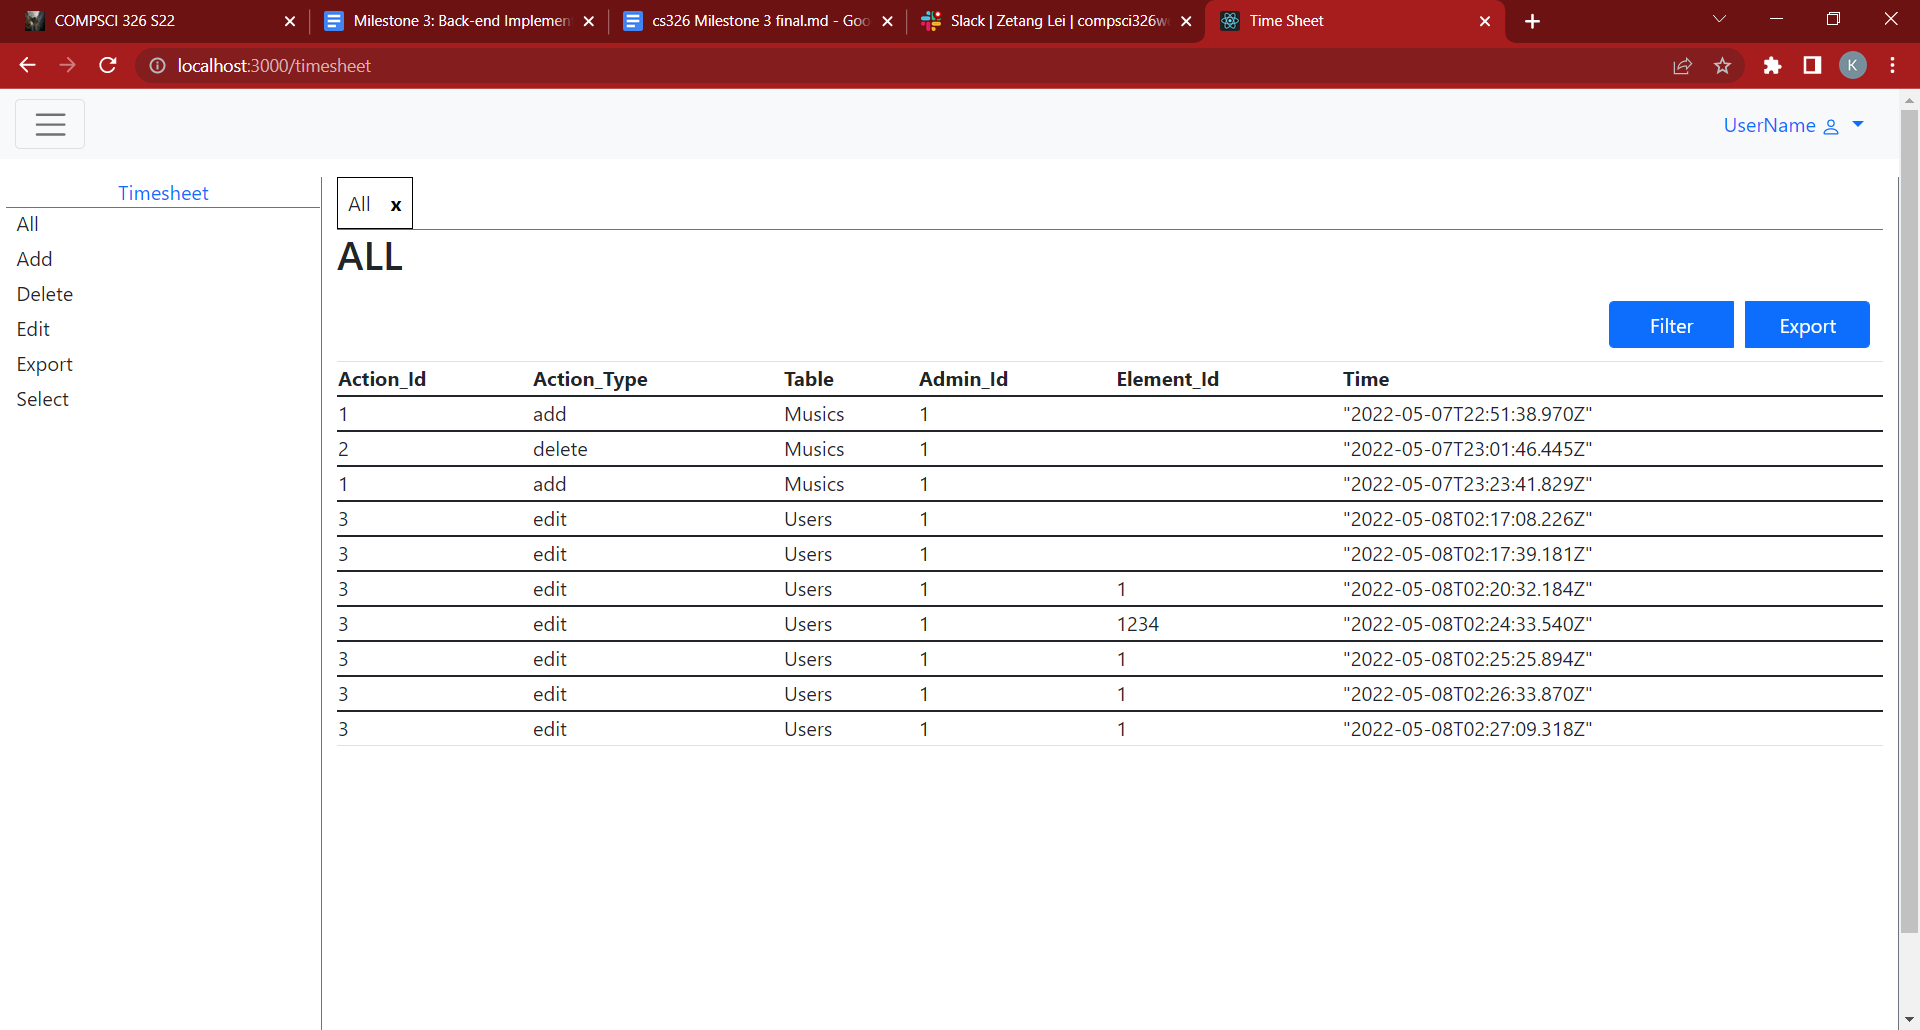 COMPSCI 326 S22
Milestone 3: Back-end Implemen
cs326 Milestone 3 final.md - Goo
Slack | Zetang Lei | compsci326w
Time Sheet
localhost:3000/timesheet
K
UserName
Timesheet
All
Add
Delete
Edit
Export
Select
All x
ALL
Filter Export
Action_Id Action_Type Table Admin_Id Element_Id Time
1 add Musics 1 "2022-05-07T22:51:38.970Z"
2 delete Musics 1 "2022-05-07T23:01:46.445Z"
1 add Musics 1 "2022-05-07T23:23:41.829Z"
3 edit Users 1 "2022-05-08T02:17:08.226Z"
3 edit Users 1 "2022-05-08T02:17:39.181Z"
3 edit Users 1 1 "2022-05-08T02:20:32.184Z"
3 edit Users 1 1234 "2022-05-08T02:24:33.540Z"
3 edit Users 1 1 "2022-05-08T02:25:25.894Z"
3 edit Users 1 1 "2022-05-08T02:26:33.870Z"
3 edit Users 1 1 "2022-05-08T02:27:09.318Z"